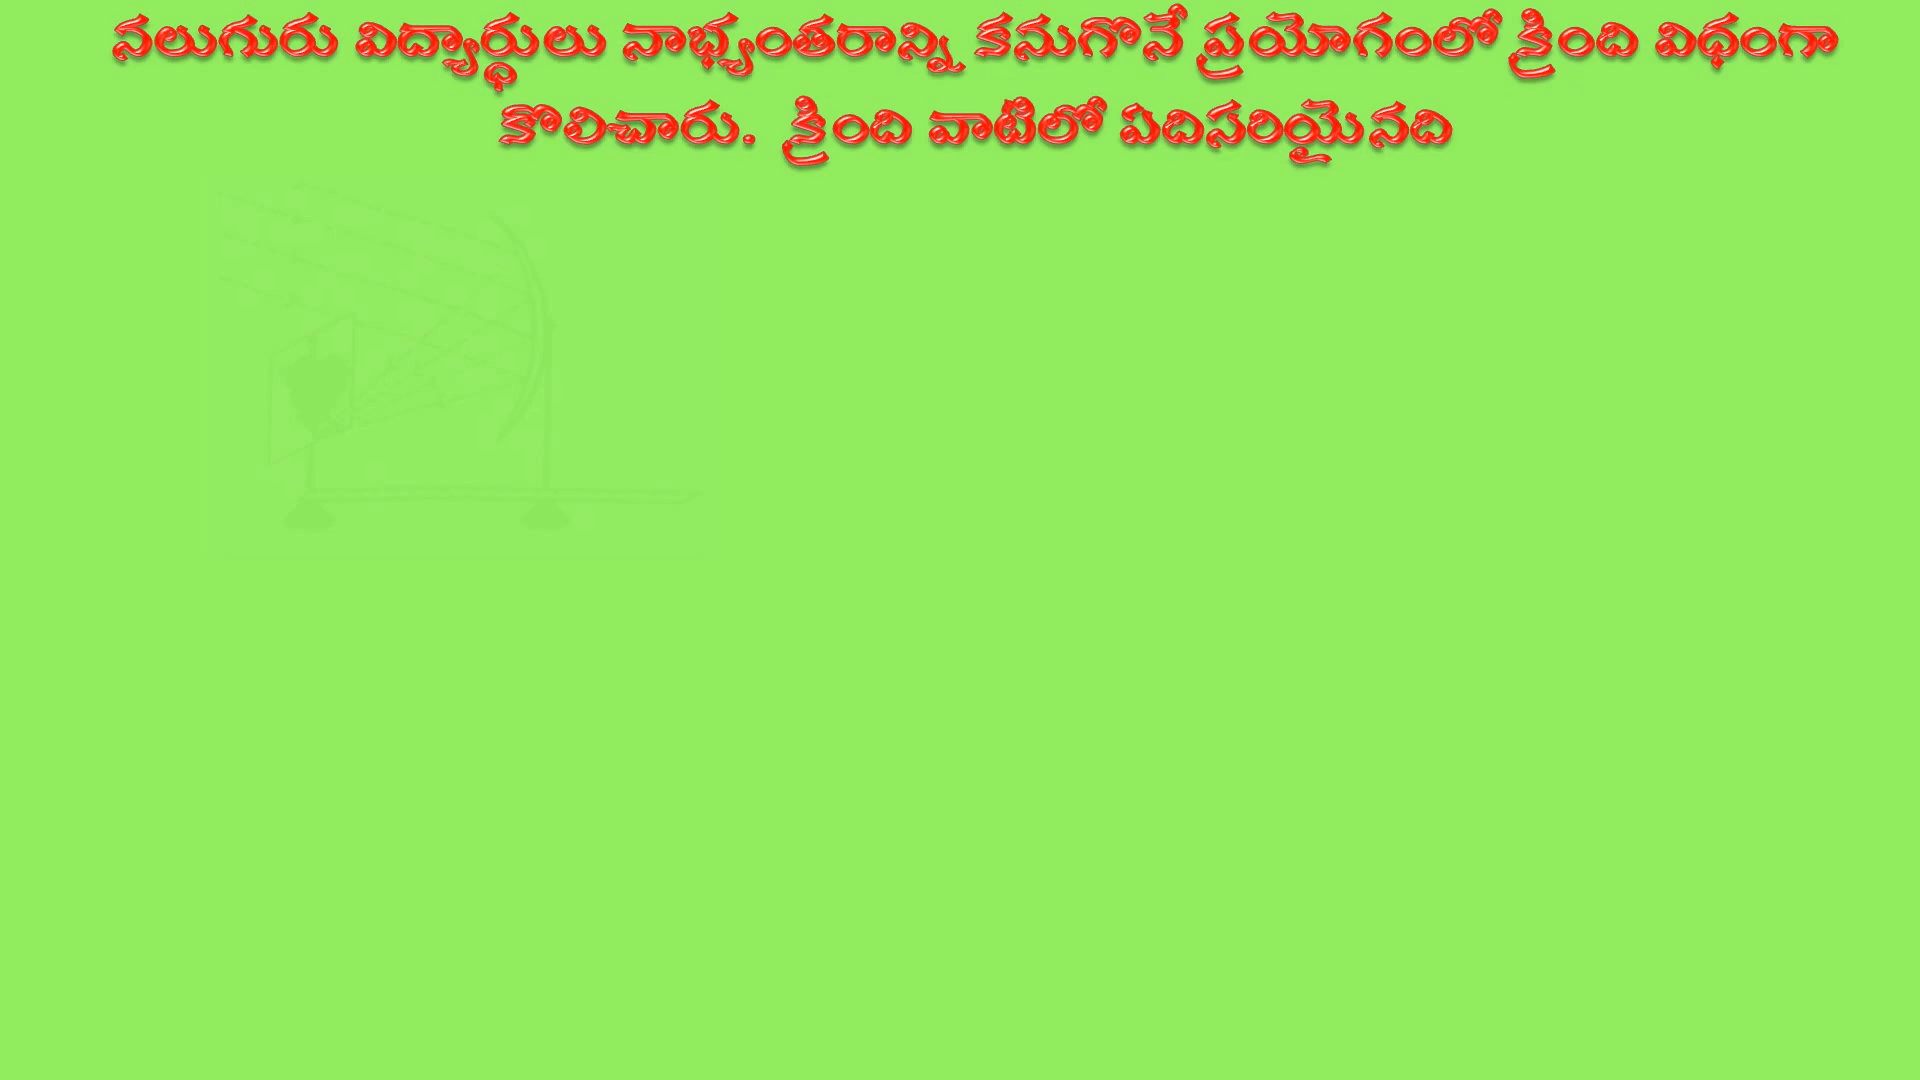 నలుగురు విద్యార్థులు నాభ్యంతరాన్ని కనుగొనే ప్రయోగంలో క్రింది విధంగా
కొలిచారు. క్రింది వాటిలో ఏదిసరియైనది